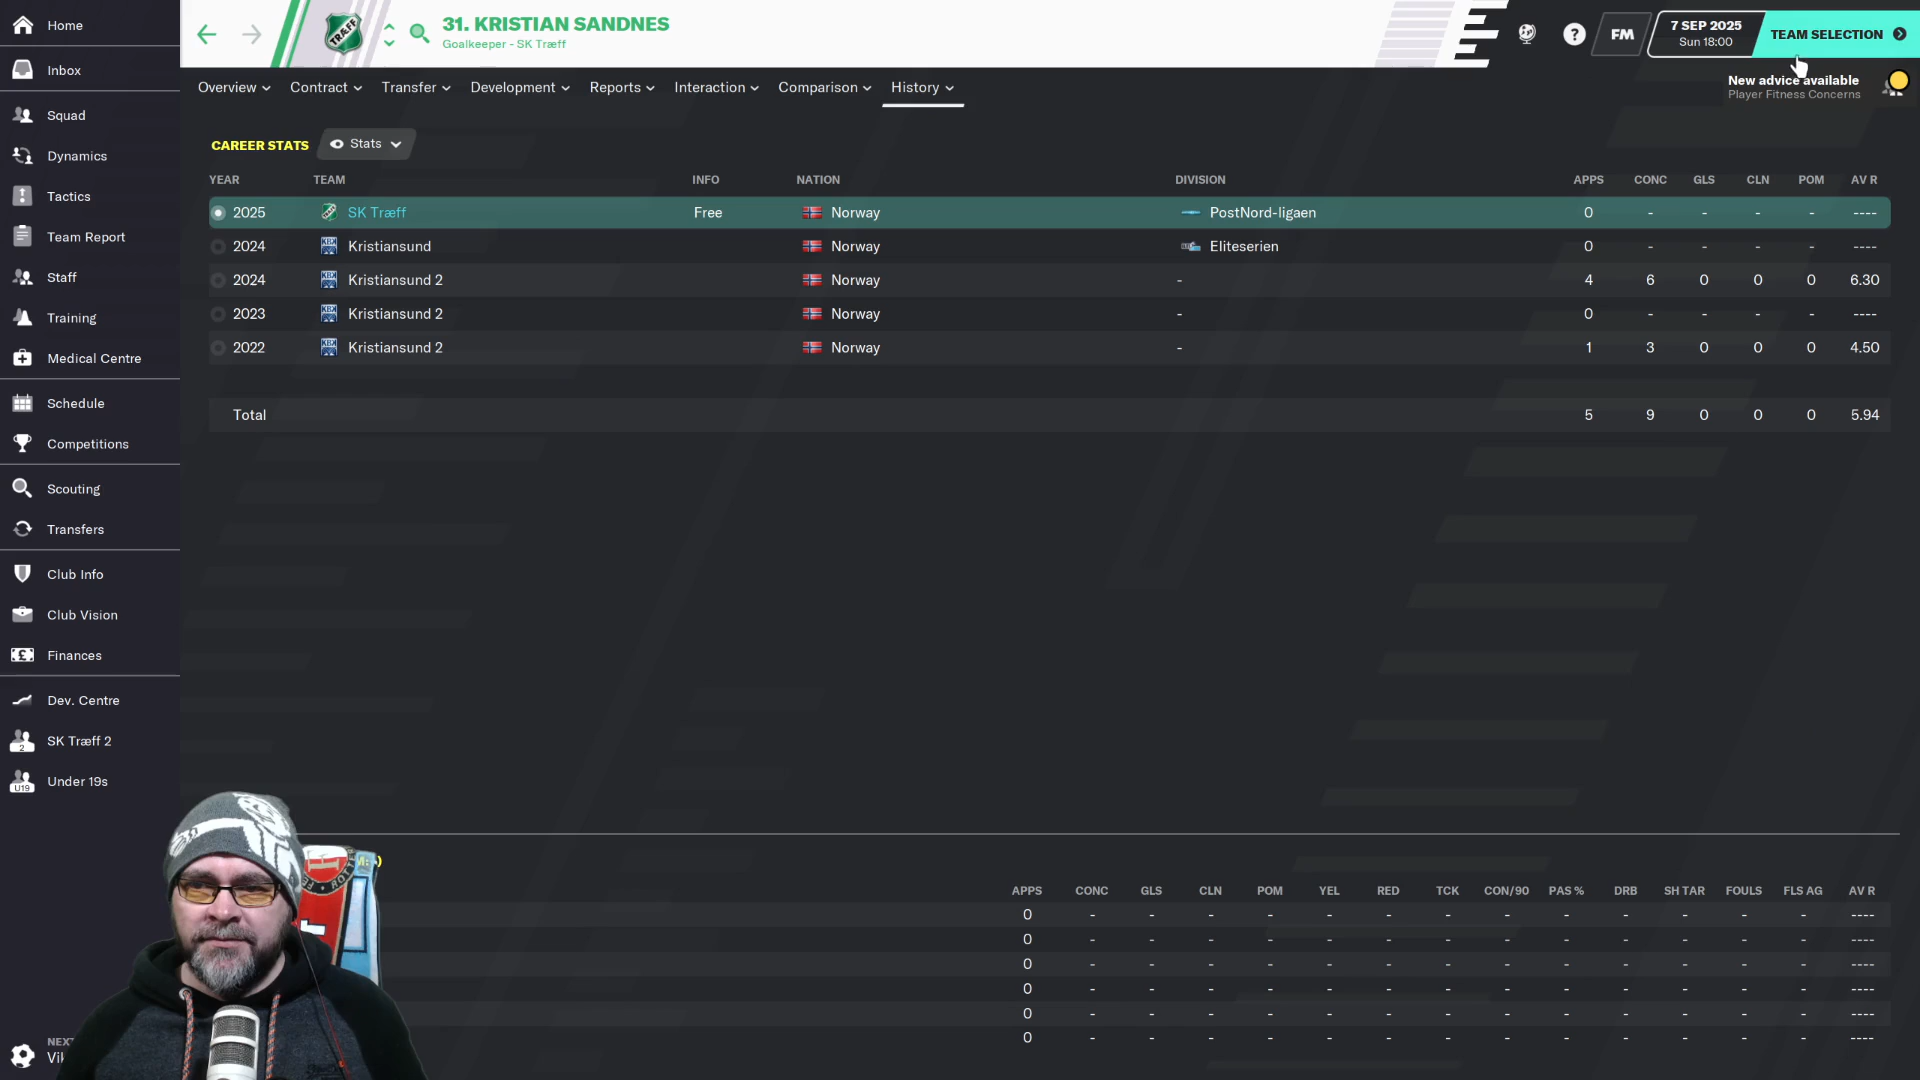 Home
Inbox
Squad
Dynamics
Tactics
Team Report
Staff
Training
Medical Centre
Schedule
Competitions
Scouting
Transfers
Club Info
Club Vision
Finances
Dev. Centre
2
SK Træff 2
U19
Under 19s
NEXT
TRÆFF
31. KRISTIAN SANDNES
Goalkeeper - SK Træff
?
FM
7 SEP 2025
Sun 18:00
TEAM SELECTION
New advice available
Player Fitness Concerns
Overview Contract Transfer Development Reports Interaction Comparison History
CAREER STATS Stats
YEAR TEAM INFO NATION DIVISION APPS CONC GLS CLN POM AV R
2025 SK Træff Free Norway PostNord-ligaen 0 - - - - ----
2024 Kristiansund Norway Eliteserien 0 - - - - ----
2024 Kristiansund 2 Norway - 4 6 0 0 0 6.30
2023 Kristiansund 2 Norway - 0 - - - - ----
2022 Kristiansund 2 Norway - 1 3 0 0 0 4.50
Total 5 9 0 0 0 5.94
APPS CONC GLS CLN POM YEL RED TCK CON/90 PAS % DRB SH TAR FOULS FLS AG AV R
0 - - - - - - - - - - - - - ----
0 - - - - - - - - - - - - - ----
0 - - - - - - - - - - - - - ----
0 - - - - - - - - - - - - - ----
0 - - - - - - - - - - - - - ----
0 - - - - - - - - - - - - - ----